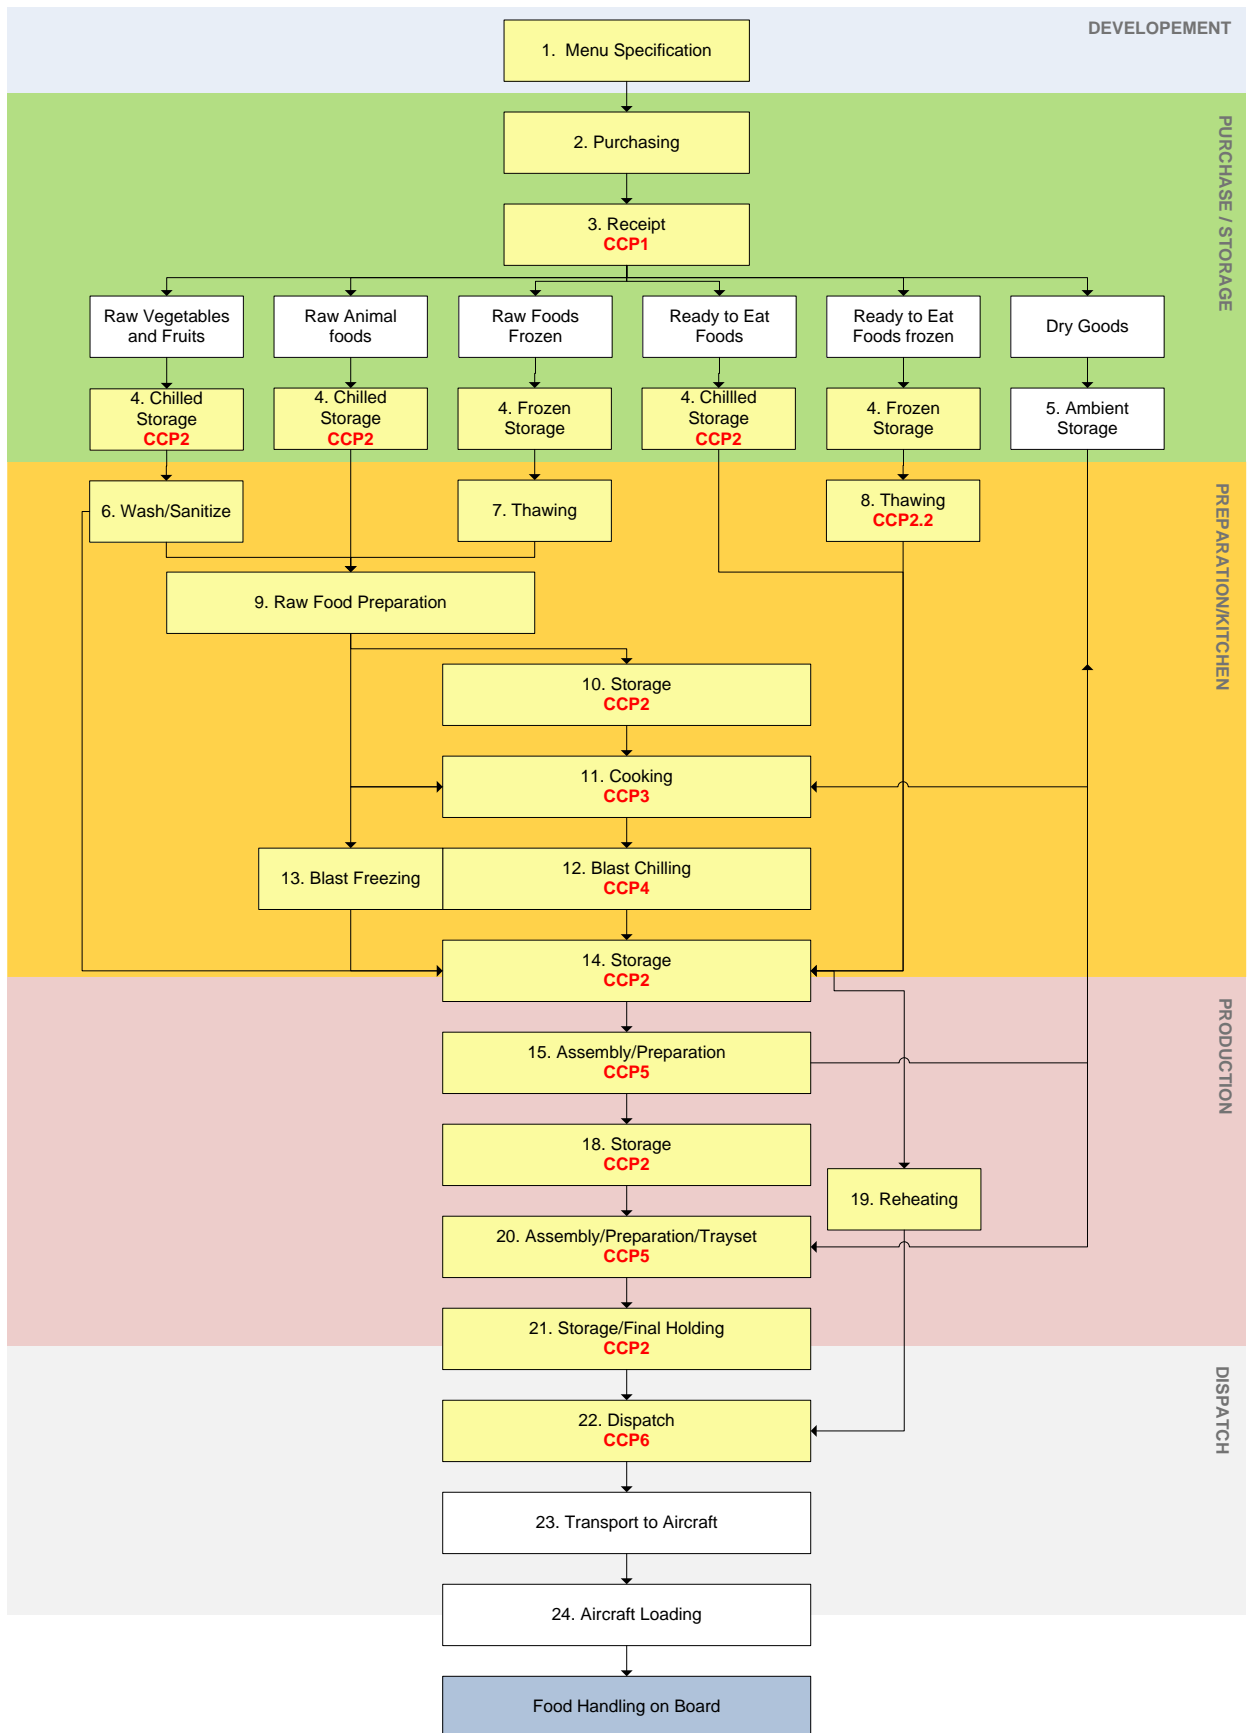 DEVELOPEMENT
1. Menu Specification
PURCHASE / STORAGE
2. Purchasing
3. Receipt
CCP1
Raw Vegetables
and Fruits
Raw Animal
foods
Raw Foods
Frozen
Ready to Eat
Foods
Ready to Eat
Foods frozen
Dry Goods
4. Chilled
Storage
CCP2
4. Chilled
Storage
CCP2
4. Frozen
Storage
4. Chillled
Storage
CCP2
4. Frozen
Storage
5. Ambient
Storage
PREPARATION/KITCHEN
6. Wash/Sanitize
7. Thawing
8. Thawing
CCP2.2
9. Raw Food Preparation
10. Storage
CCP2
11. Cooking
CCP3
13. Blast Freezing
12. Blast Chilling
CCP4
14. Storage
CCP2
PRODUCTION
15. Assembly/Preparation
CCP5
18. Storage
CCP2
19. Reheating
20. Assembly/Preparation/Trayset
CCP5
21. Storage/Final Holding
CCP2
DISPATCH
22. Dispatch
CCP6
23. Transport to Aircraft
24. Aircraft Loading
Food Handling on Board